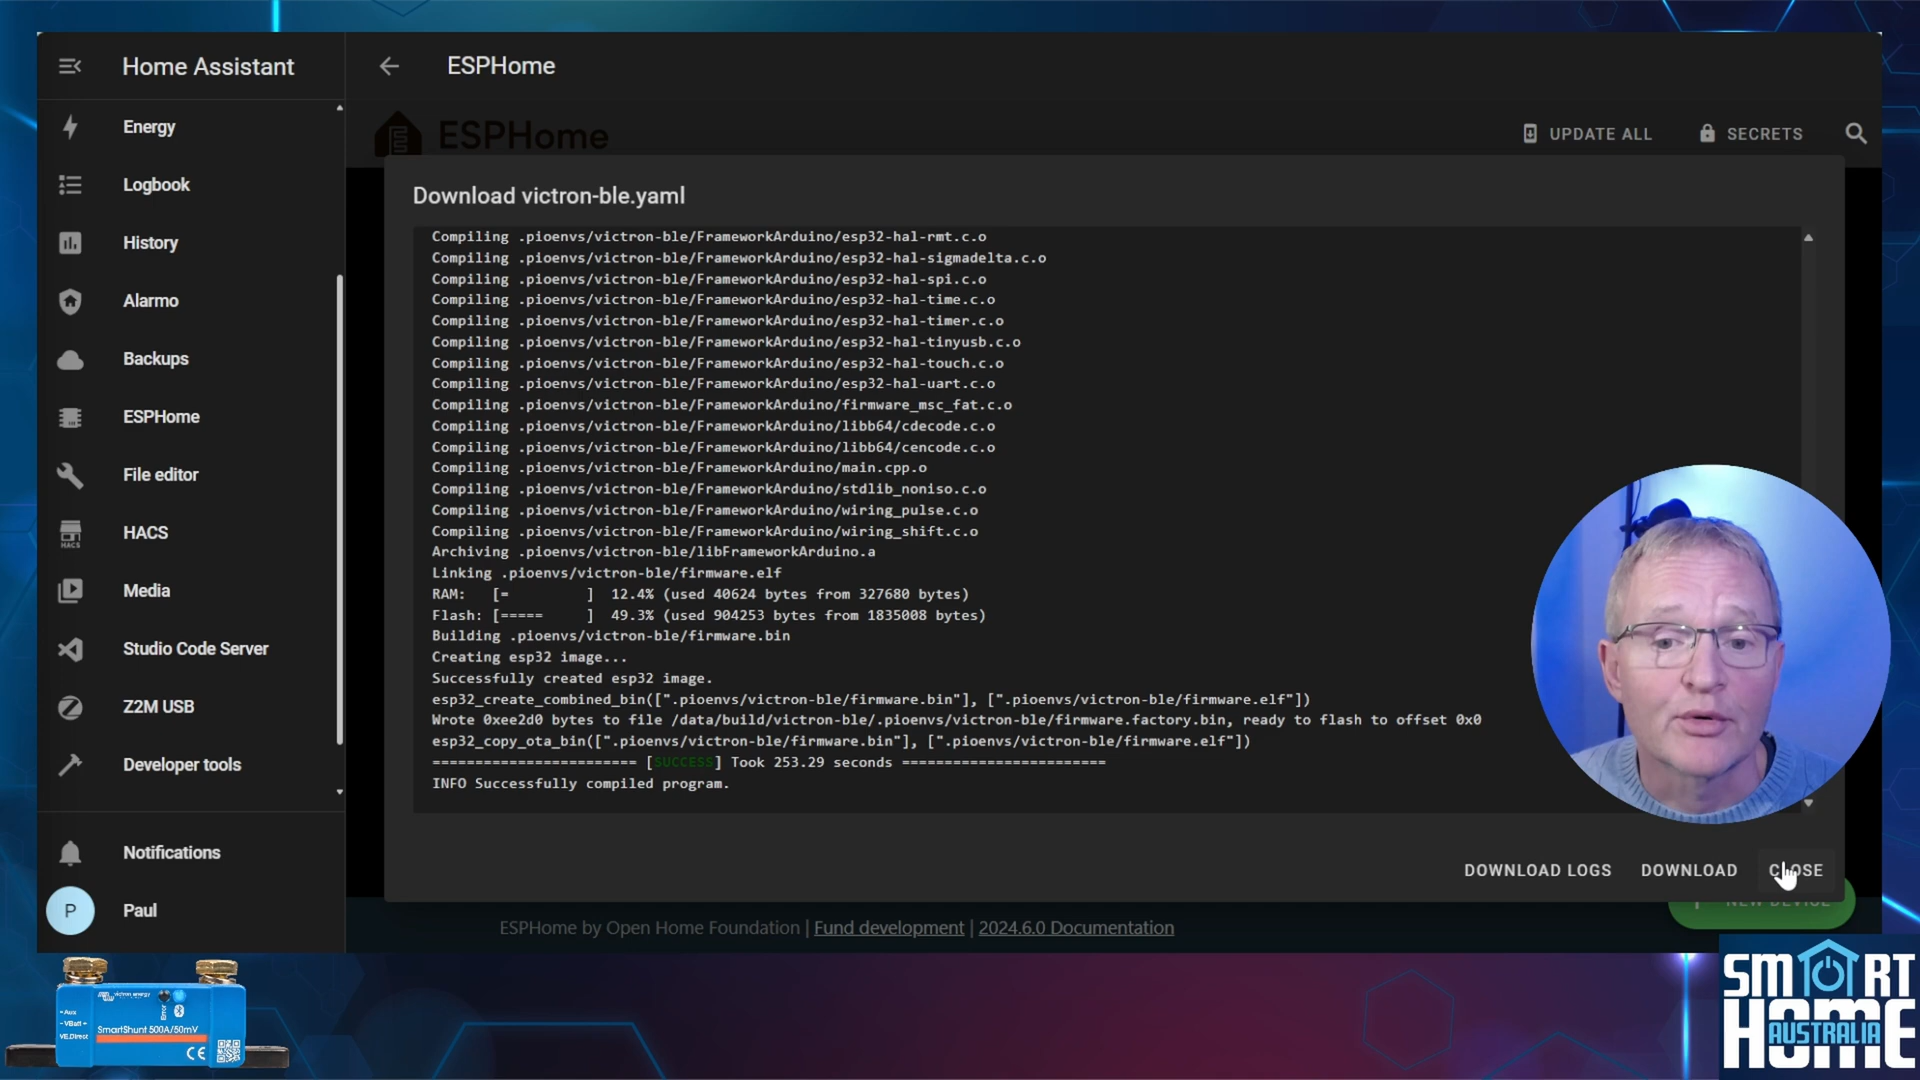 Home Assistant
Energy
Logbook
History
Alarmo
Backups
ESPHome
File editor
HACS
HACS
Media
Studio Code Server
Z2M USB
Developer tools
Notifications
P
Paul
ESPHome
ESPHome
UPDATE ALL
SECRETS
Download victron-ble.yaml
Compiling .pioenvs/victron-ble/FrameworkArduino/esp32-hal-rmt.c.o
Compiling .pioenvs/victron-ble/FrameworkArduino/esp32-hal-sigmadelta.c.o
Compiling .pioenvs/victron-ble/FrameworkArduino/esp32-hal-spi.c.o
Compiling .pioenvs/victron-ble/FrameworkArduino/esp32-hal-time.c.o
Compiling .pioenvs/victron-ble/FrameworkArduino/esp32-hal-timer.c.o
Compiling .pioenvs/victron-ble/FrameworkArduino/esp32-hal-tinyusb.c.o
Compiling .pioenvs/victron-ble/FrameworkArduino/esp32-hal-touch.c.o
Compiling .pioenvs/victron-ble/FrameworkArduino/esp32-hal-uart.c.o
Compiling .pioenvs/victron-ble/FrameworkArduino/firmware_msc_fat.c.o
Compiling .pioenvs/victron-ble/FrameworkArduino/libb64/cdecode.c.o
Compiling .pioenvs/victron-ble/FrameworkArduino/libb64/cencode.c.o
Compiling .pioenvs/victron-ble/FrameworkArduino/main.cpp.o
Compiling .pioenvs/victron-ble/FrameworkArduino/stdlib_noniso.c.o
Compiling .pioenvs/victron-ble/FrameworkArduino/wiring_pulse.c.o
Compiling .pioenvs/victron-ble/FrameworkArduino/wiring_shift.c.o
Archiving .pioenvs/victron-ble/libFrameworkArduino.a
Linking .pioenvs/victron-ble/firmware.elf
RAM:   [=         ]  12.4% (used 40624 bytes from 327680 bytes)
Flash: [=====     ]  49.3% (used 904253 bytes from 1835008 bytes)
Building .pioenvs/victron-ble/firmware.bin
Creating esp32 image...
Successfully created esp32 image.
esp32_create_combined_bin([".pioenvs/victron-ble/firmware.bin"], [".pioenvs/victron-ble/firmware.elf"])
Wrote 0xee2d0 bytes to file /data/build/victron-ble/.pioenvs/victron-ble/firmware.factory.bin, ready to flash to offset 0x0
esp32_copy_ota_bin([".pioenvs/victron-ble/firmware.bin"], [".pioenvs/victron-ble/firmware.elf"])
======================== [SUCCESS] Took 253.29 seconds ========================
INFO Successfully compiled program.
DOWNLOAD LOGS
DOWNLOAD
CLOSE
NEW DEVICE
ESPHome by Open Home Foundation | Fund development | 2024.6.0 Documentation
victron energy
Error
- Aux
- VBatt +
VE.Direct
SmartShunt 500A/50mV
CE
SMART
HOME
AUSTRALIA